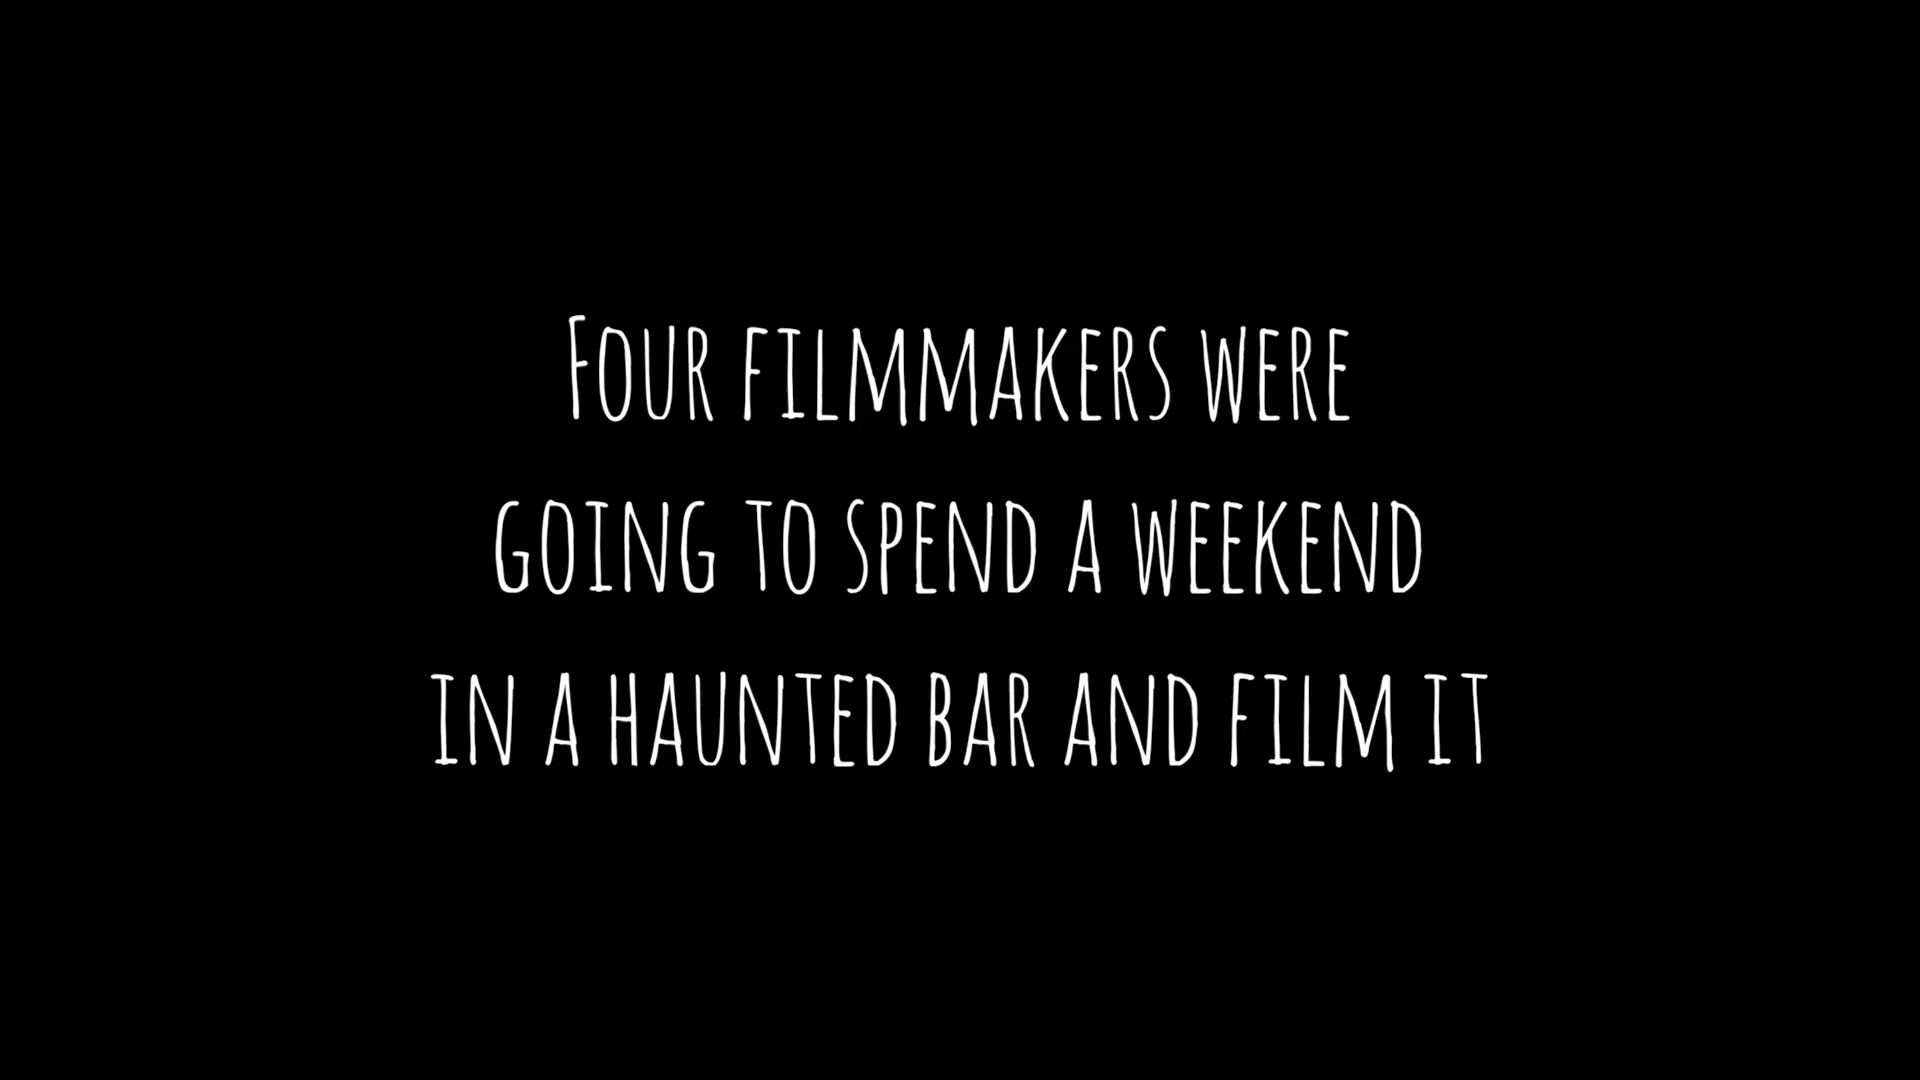 Four filmmakers were
going to spend a weekend
in a haunted bar and film it